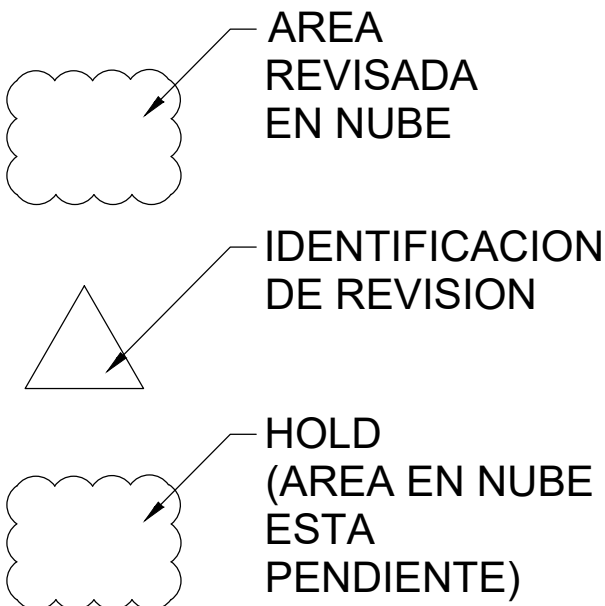 AREA
REVISADA
EN NUBE
IDENTIFICACION
DE REVISION
HOLD
(AREA EN NUBE
ESTA
PENDIENTE)